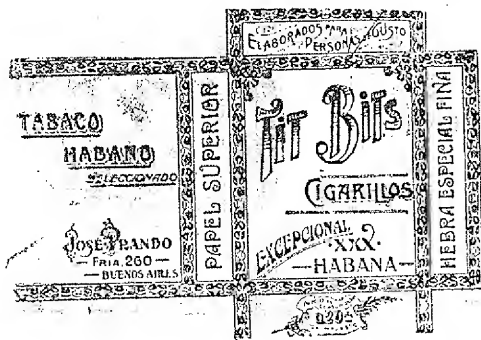 ELABORADOS PARA
PERSONAS GUSTO
TABACO
HABANO
SELECCIONADO
JOSÉ PRANDO
FRIA, 260
BUENOS AIRES
PAPEL SUPERIOR
TIT BITS
CIGARILLOS
EXCEPCIONAL
XXX
HABANA
HEBRA ESPECIAL FINA
0.20